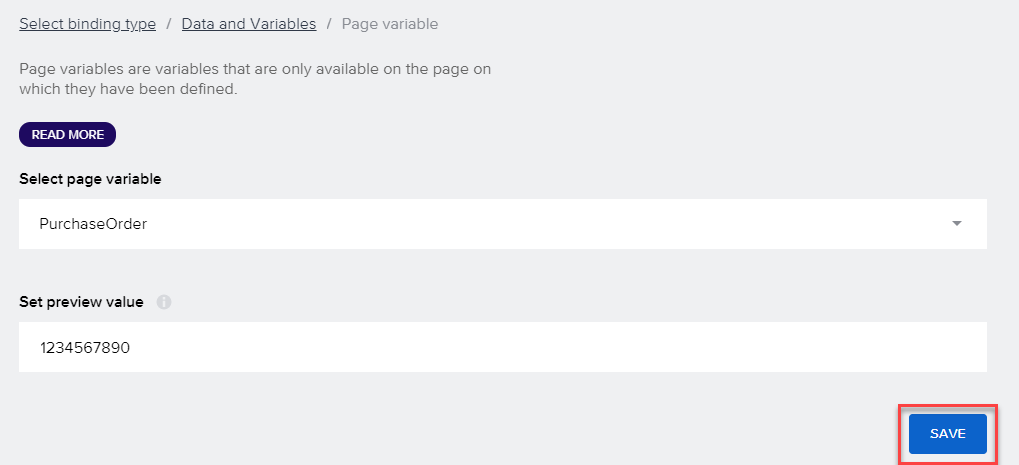 Select binding type / Data and Variables / Page variable
Page variables are variables that are only available on the page on
which they have been defined.
READ MORE
Select page variable
PurchaseOrder
Set preview value
1234567890
SAVE